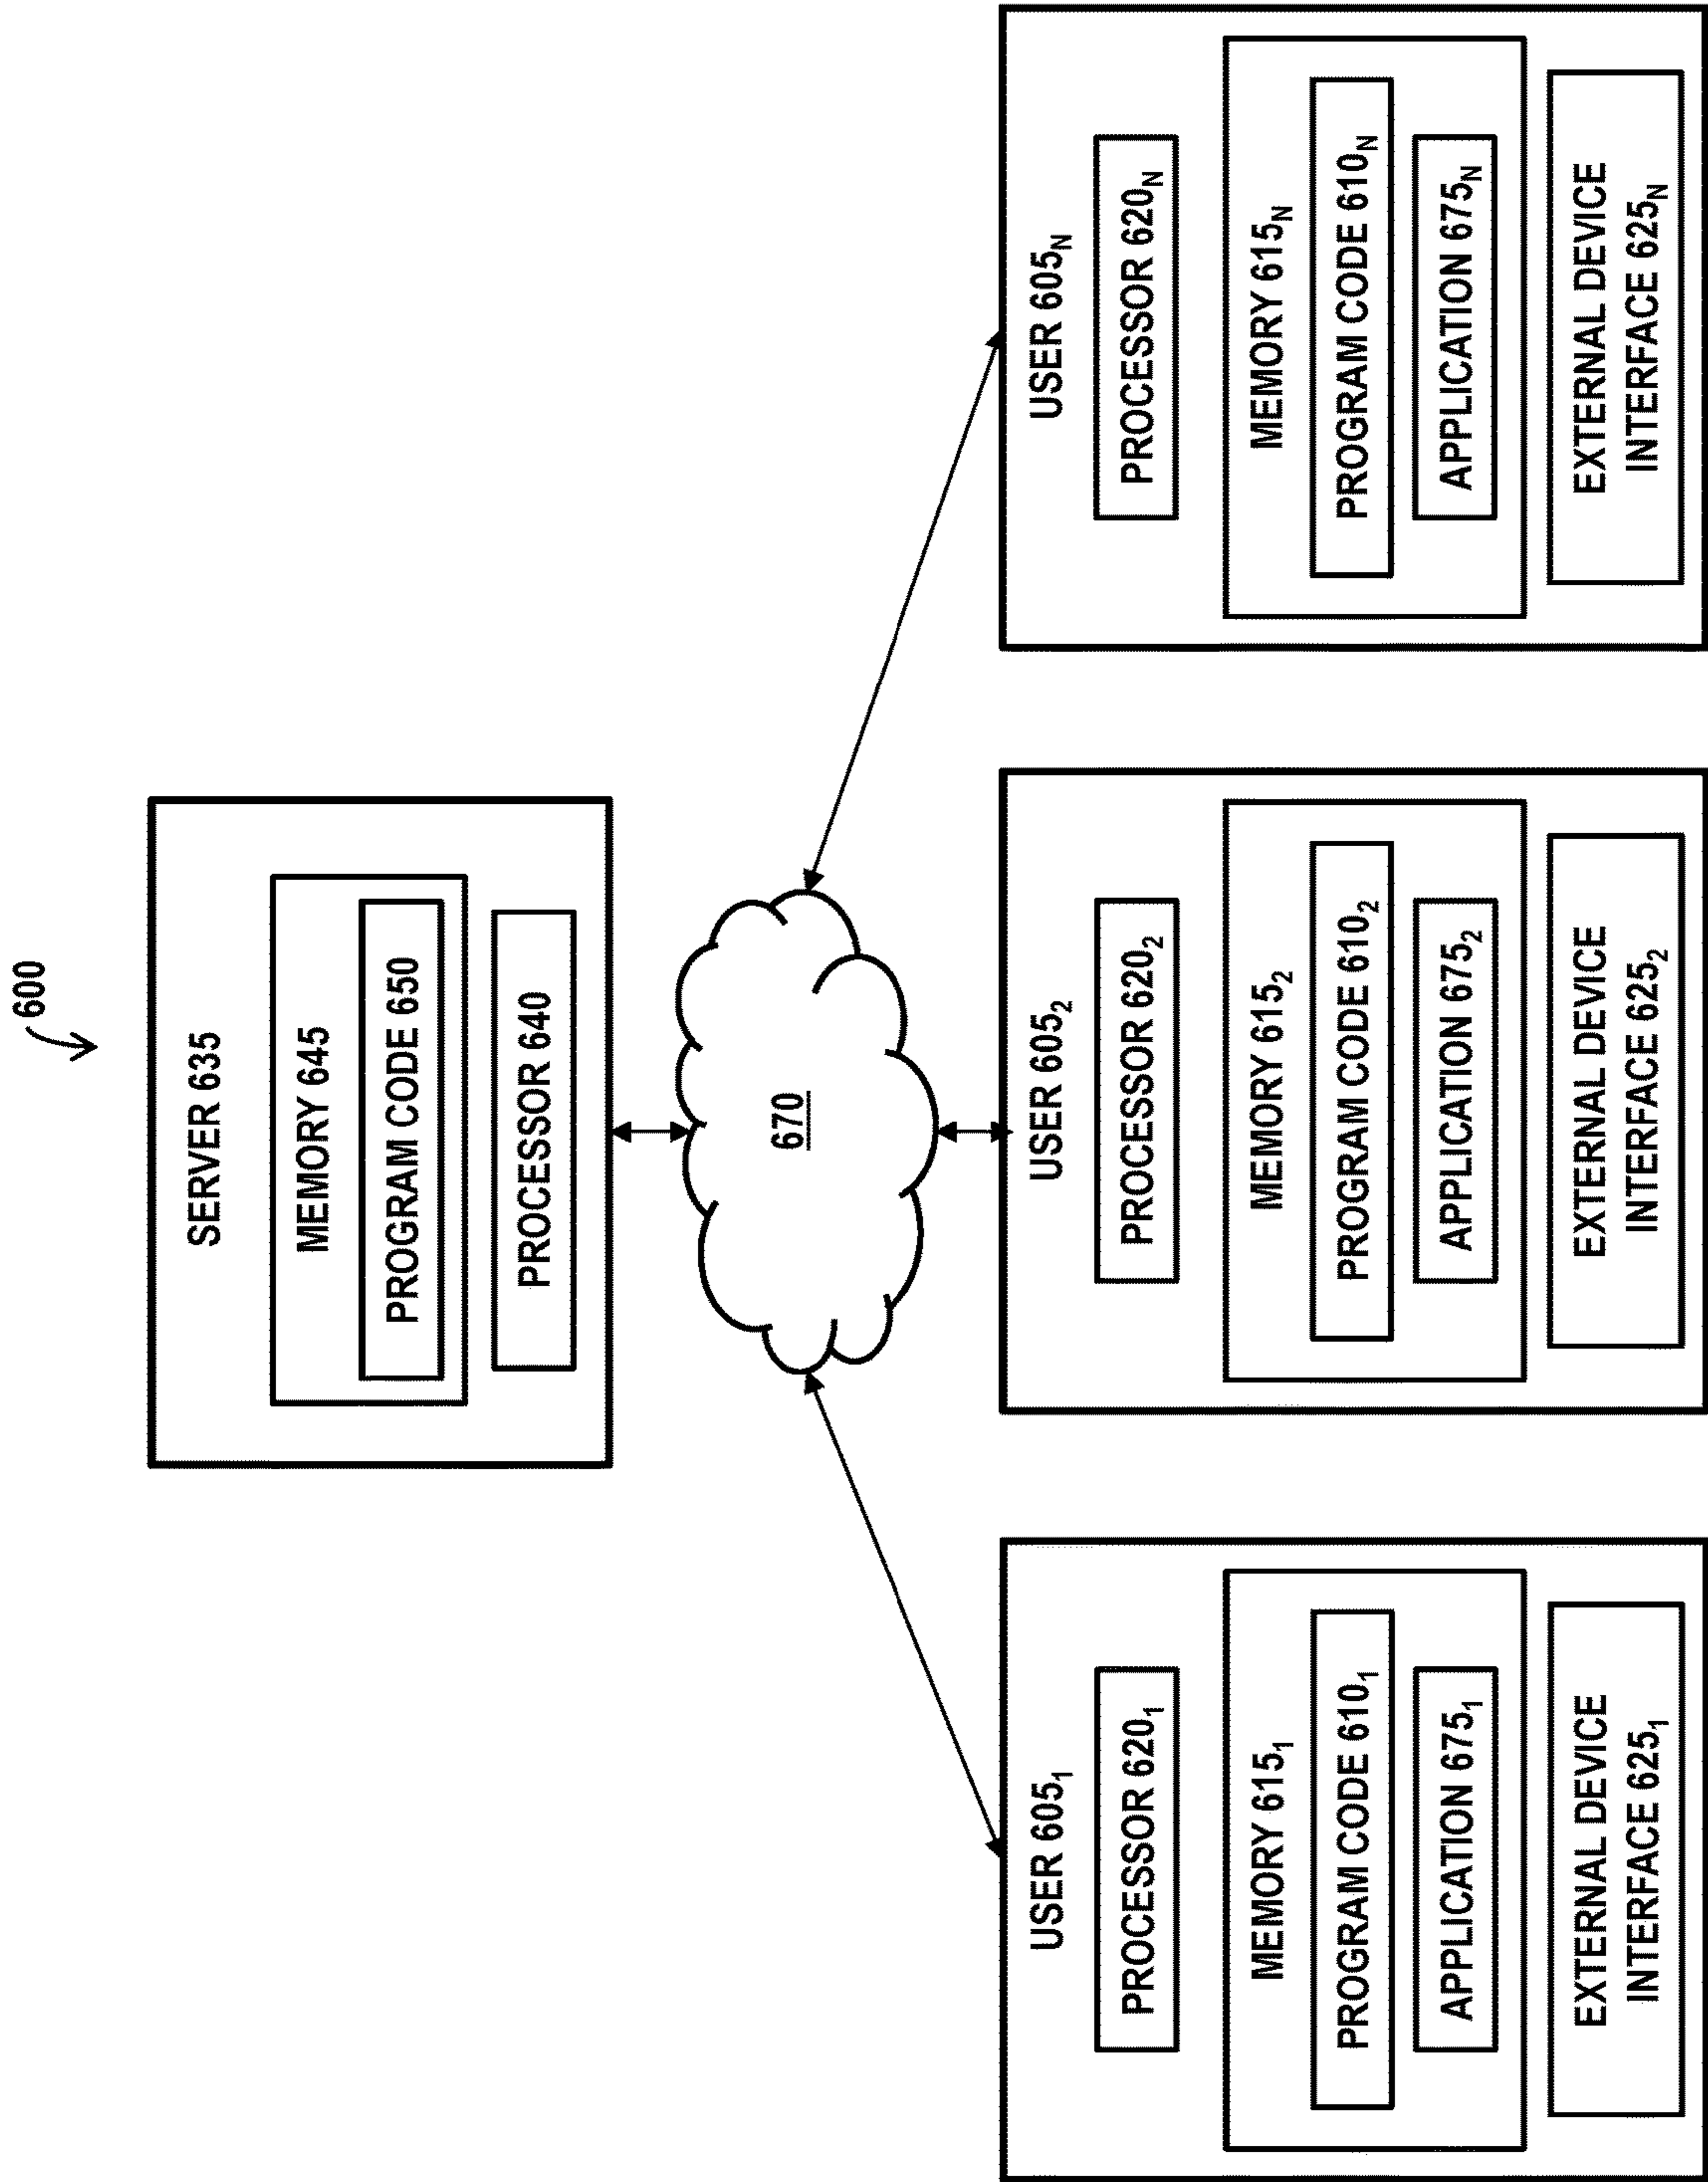 600
SERVER 635
MEMORY 645
PROGRAM CODE 650
PROCESSOR 640
670
USER 605₁
PROCESSOR 620₁
MEMORY 615₁
PROGRAM CODE 610₁
APPLICATION 675₁
EXTERNAL DEVICE
INTERFACE 625₁
USER 605₂
PROCESSOR 620₂
MEMORY 615₂
PROGRAM CODE 610₂
APPLICATION 675₂
EXTERNAL DEVICE
INTERFACE 625₂
USER 605N
PROCESSOR 620N
MEMORY 615N
PROGRAM CODE 610N
APPLICATION 675N
EXTERNAL DEVICE
INTERFACE 625N